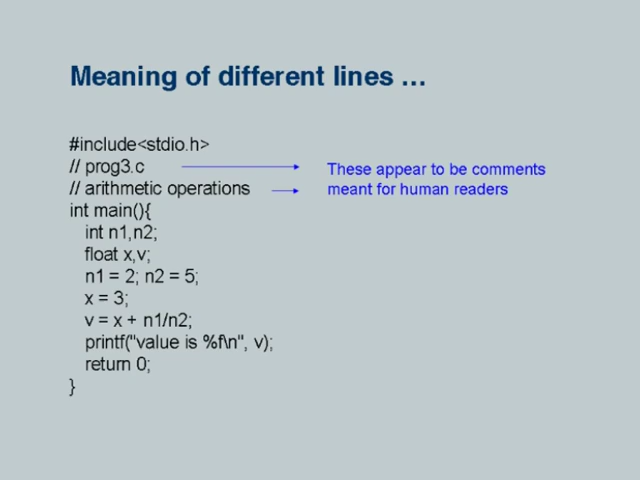 Meaning of different lines …
#include<stdio.h>
// prog3.c
// arithmetic operations
These appear to be comments
meant for human readers
int main(){
int n1,n2;
float x,v;
n1 = 2; n2 = 5;
x = 3;
v = x + n1/n2;
printf("value is %f\n", v);
return 0;
}